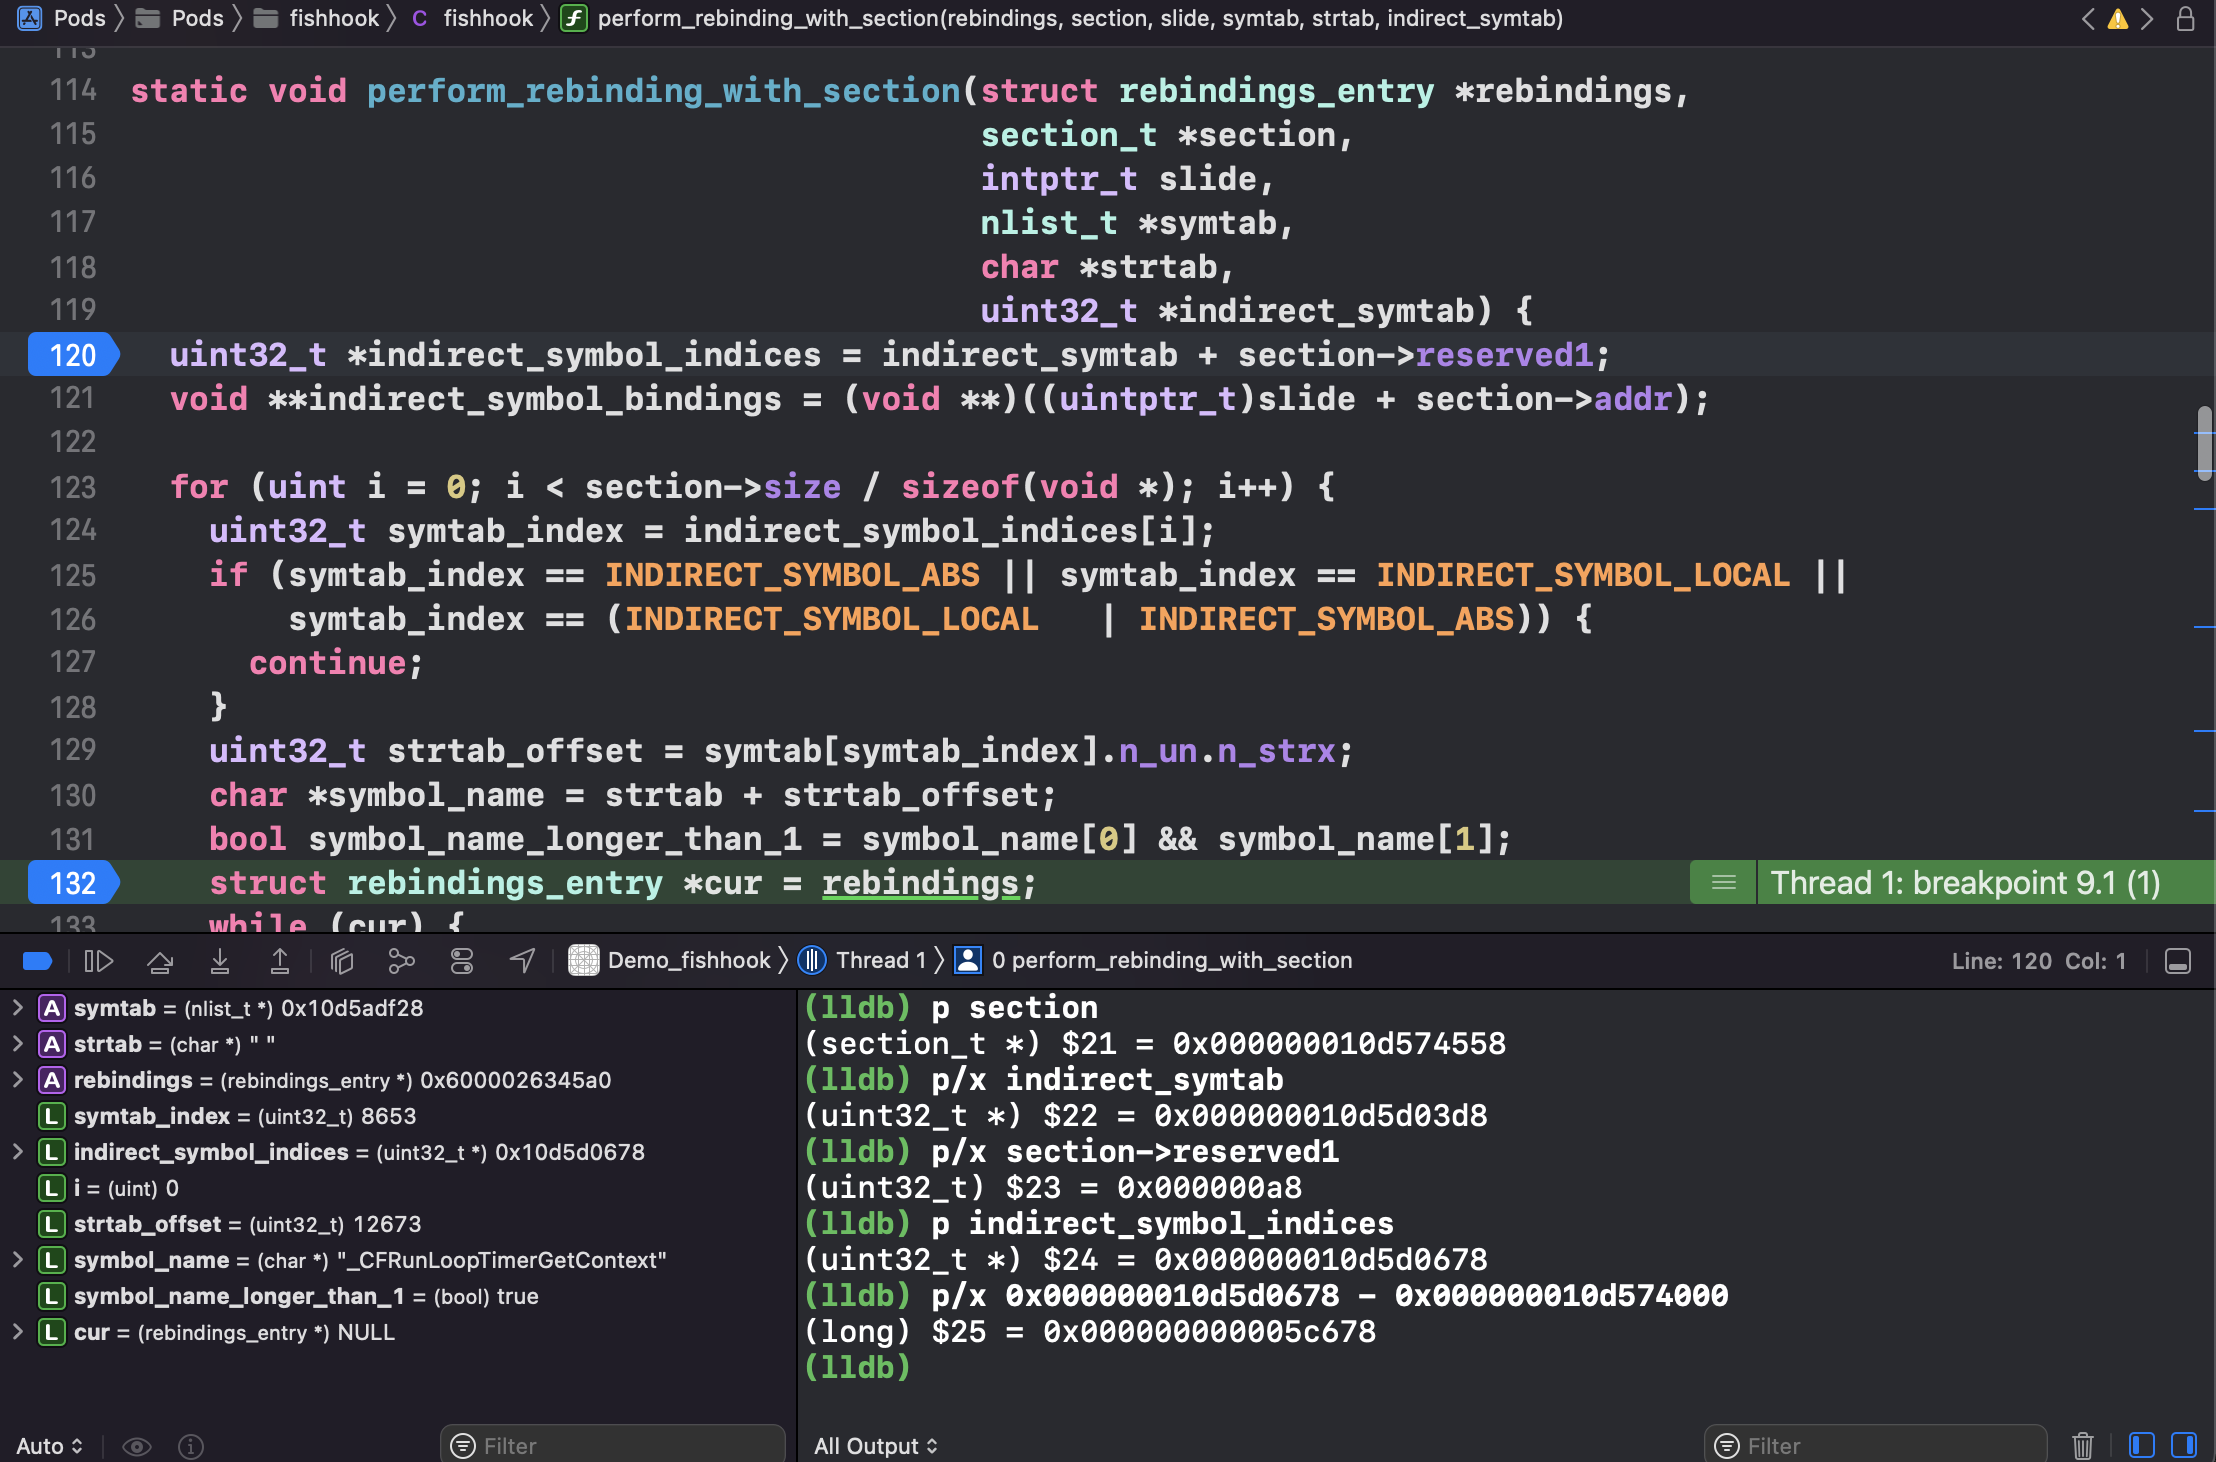 Pods Pods fishhook C fishhook f perform_rebinding_with_section(rebindings, section, slide, symtab, strtab, indirect_symtab)
113
114 static void perform_rebinding_with_section(struct rebindings_entry *rebindings,
115 section_t *section,
116 intptr_t slide,
117 nlist_t *symtab,
118 char *strtab,
119 uint32_t *indirect_symtab) {
120 uint32_t *indirect_symbol_indices = indirect_symtab + section->reserved1;
121 void **indirect_symbol_bindings = (void **)((uintptr_t)slide + section->addr);
122
123 for (uint i = 0; i < section->size / sizeof(void *); i++) {
124 uint32_t symtab_index = indirect_symbol_indices[i];
125 if (symtab_index == INDIRECT_SYMBOL_ABS || symtab_index == INDIRECT_SYMBOL_LOCAL ||
126 symtab_index == (INDIRECT_SYMBOL_LOCAL   | INDIRECT_SYMBOL_ABS)) {
127 continue;
128 }
129 uint32_t strtab_offset = symtab[symtab_index].n_un.n_strx;
130 char *symbol_name = strtab + strtab_offset;
131 bool symbol_name_longer_than_1 = symbol_name[0] && symbol_name[1];
132 struct rebindings_entry *cur = rebindings; Thread 1: breakpoint 9.1 (1)
133 while (cur) {
Demo_fishhook Thread 1 0 perform_rebinding_with_section Line: 120 Col: 1
A symtab = (nlist_t *) 0x10d5adf28
A strtab = (char *) " "
A rebindings = (rebindings_entry *) 0x6000026345a0
L symtab_index = (uint32_t) 8653
L indirect_symbol_indices = (uint32_t *) 0x10d5d0678
L i = (uint) 0
L strtab_offset = (uint32_t) 12673
L symbol_name = (char *) "_CFRunLoopTimerGetContext"
L symbol_name_longer_than_1 = (bool) true
L cur = (rebindings_entry *) NULL
Auto Filter
(lldb) p section
(section_t *) $21 = 0x000000010d574558
(lldb) p/x indirect_symtab
(uint32_t *) $22 = 0x000000010d5d03d8
(lldb) p/x section->reserved1
(uint32_t) $23 = 0x000000a8
(lldb) p indirect_symbol_indices
(uint32_t *) $24 = 0x000000010d5d0678
(lldb) p/x 0x000000010d5d0678 - 0x000000010d574000
(long) $25 = 0x000000000005c678
(lldb)
All Output Filter